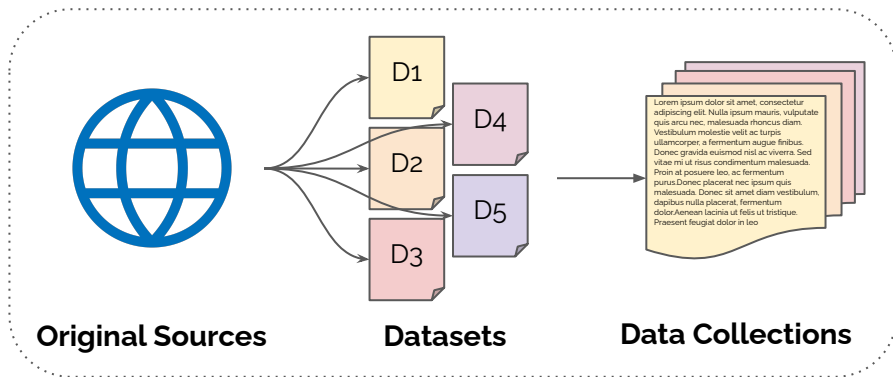 D1
D4
D2
D5
D3
Lorem ipsum dolor sit amet, consectetur
adipiscing elit. Nulla ipsum mauris, vulputate
quis arcu nec, malesuada rhoncus diam.
Vestibulum molestie velit ac turpis
ullamcorper, a fermentum augue finibus.
Donec gravida euismod nisl ac viverra. Sed
vitae mi ut risus condimentum malesuada.
Proin at posuere leo, ac fermentum
purus.Donec placerat nec ipsum quis
malesuada. Donec sit amet diam vestibulum,
dapibus nulla placerat, fermentum
dolor.Aenean lacinia ut felis ut tristique.
Praesent feugiat dolor in leo
Original Sources
Datasets
Data Collections